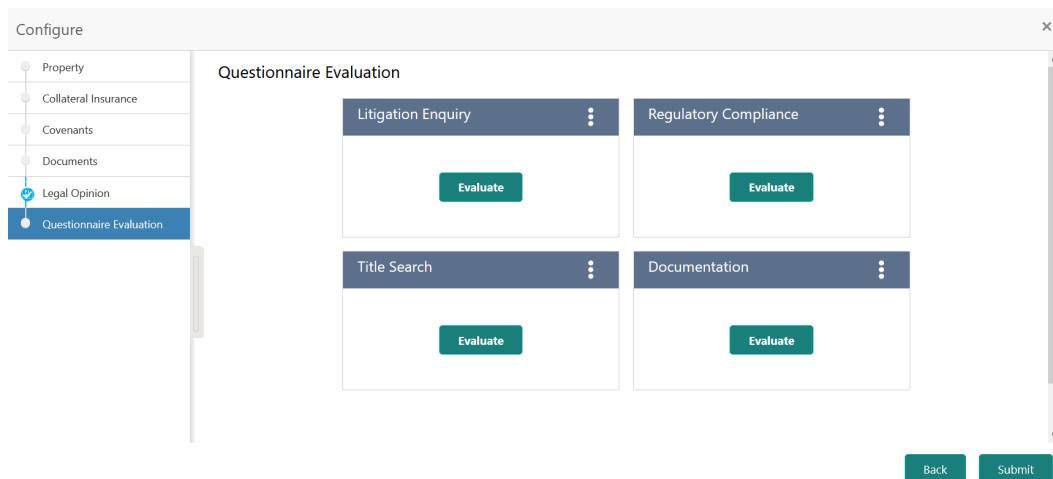 Configure
×
Property
Collateral Insurance
Covenants
Documents
Legal Opinion
Questionnaire Evaluation
Questionnaire Evaluation
Litigation Enquiry
Regulatory Compliance
Evaluate
Evaluate
Title Search
Documentation
Evaluate
Evaluate
Back
Submit